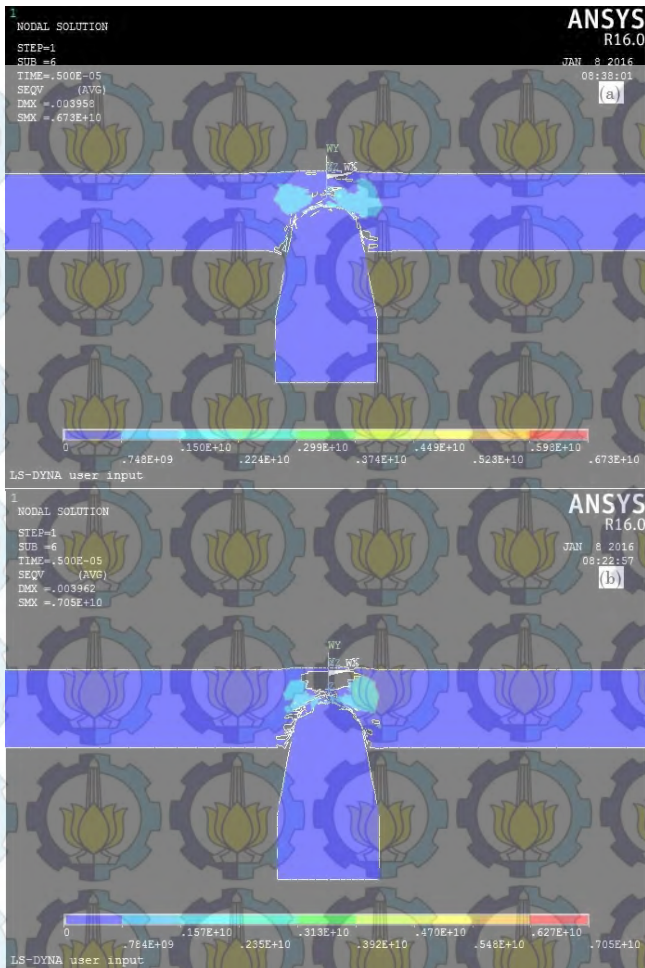 1
NODAL SOLUTION
STEP=1
SUB =6
TIME=.500E-05
SEQV (AVG)
DMX =.003958
SMX =.673E+10
ANSYS
R16.0
JAN 8 2016
08:38:01
(a)
WY
WX
0 .150E+10 .299E+10 .449E+10 .598E+10
.748E+09 .224E+10 .374E+10 .523E+10 .673E+10
LS-DYNA user input
1
NODAL SOLUTION
STEP=1
SUB =6
TIME=.500E-05
SEQV (AVG)
DMX =.003962
SMX =.705E+10
ANSYS
R16.0
JAN 8 2016
08:22:57
(b)
WY
WX
0 .157E+10 .313E+10 .470E+10 .627E+10
.784E+09 .235E+10 .392E+10 .548E+10 .705E+10
LS-DYNA user input